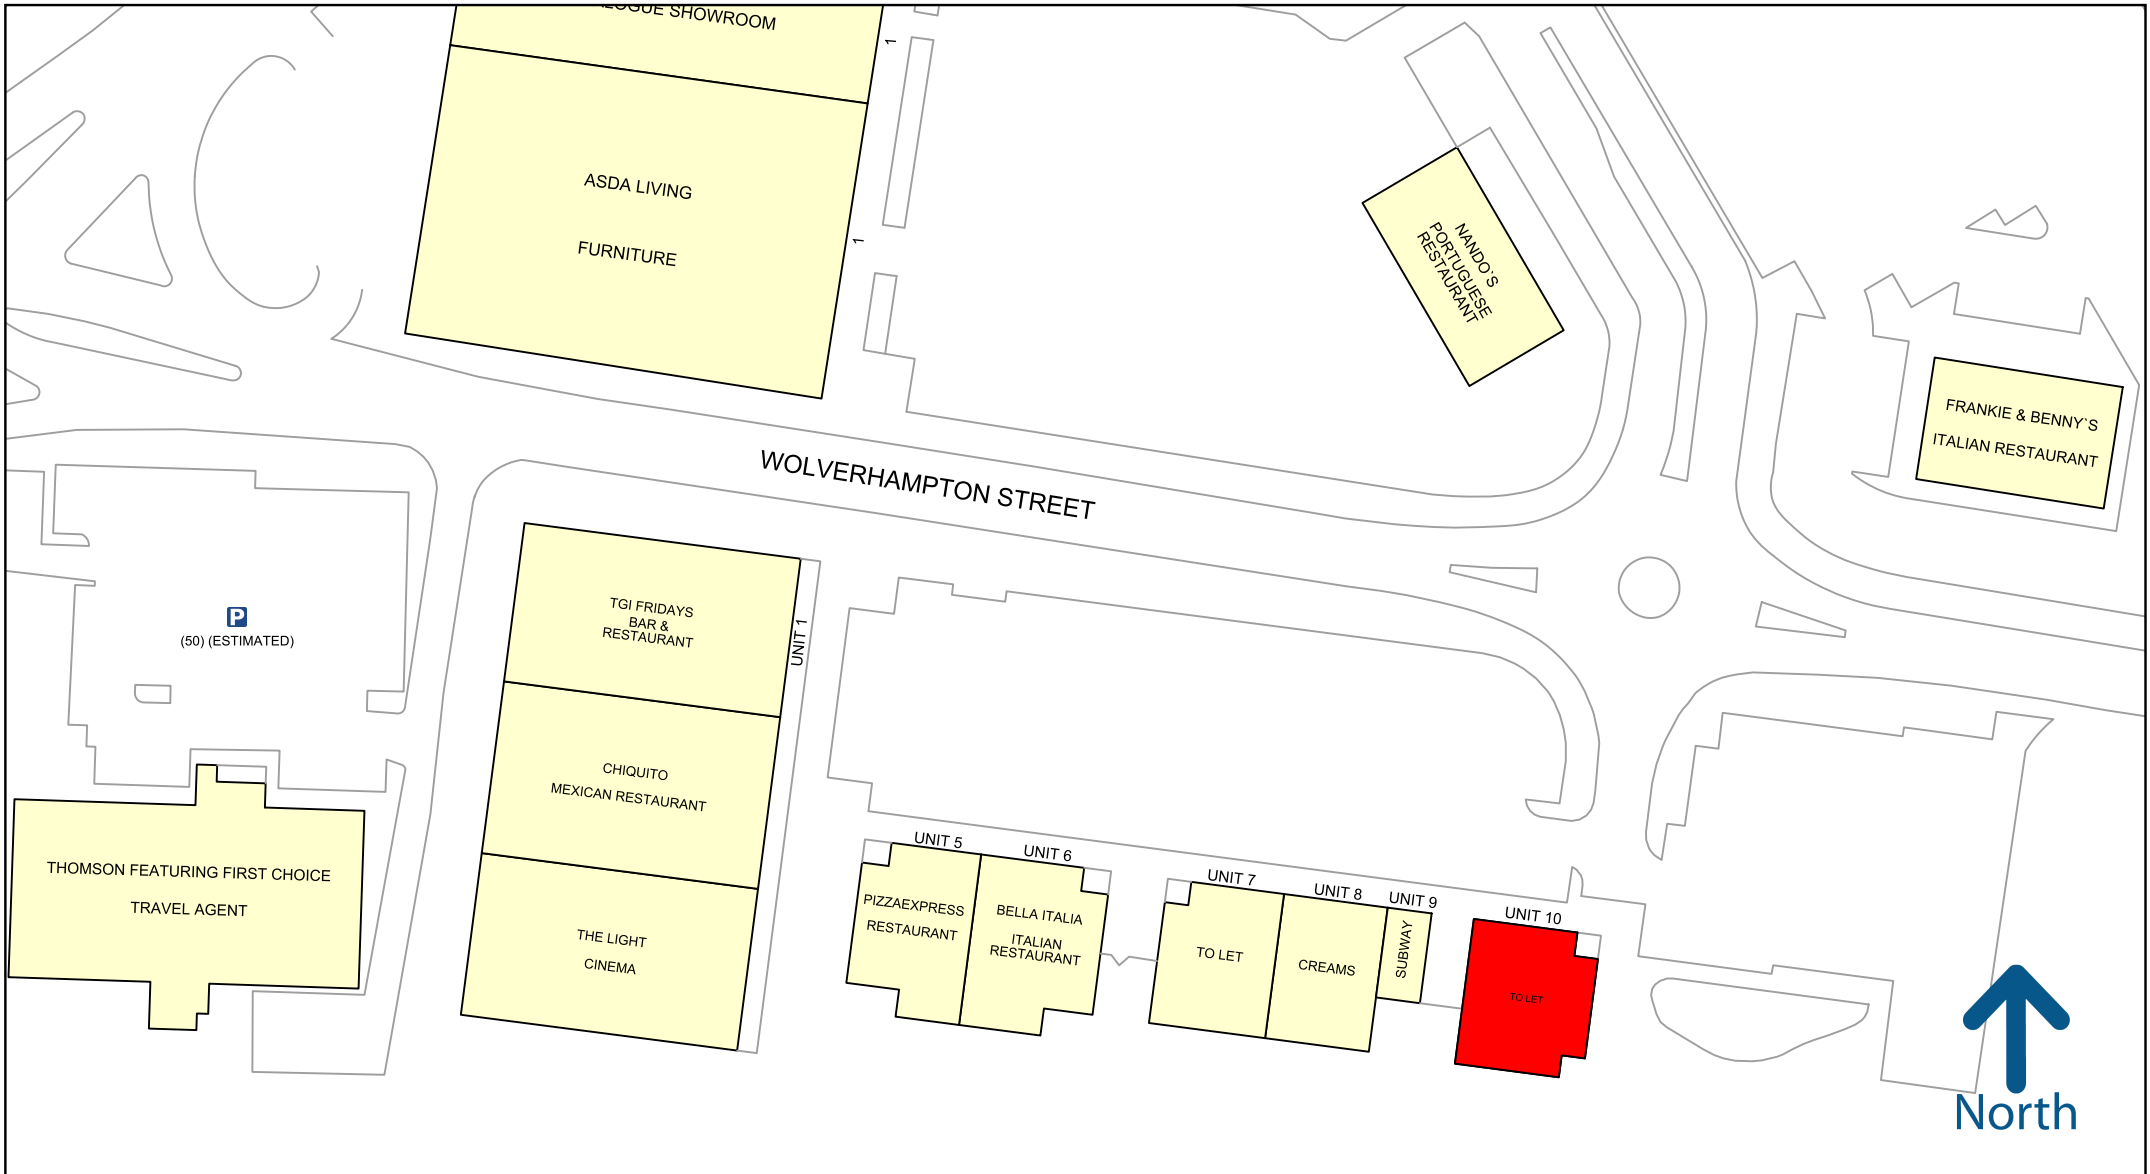 SHOWROOM
1
ASDA LIVING
FURNITURE
1
NANDO`S
PORTUGUESE
RESTAURANT
FRANKIE & BENNY`S
ITALIAN RESTAURANT
WOLVERHAMPTON STREET
TGI FRIDAYS
BAR &
RESTAURANT
UNIT 1
P
(50) (ESTIMATED)
CHIQUITO
MEXICAN RESTAURANT
THOMSON FEATURING FIRST CHOICE
TRAVEL AGENT
THE LIGHT
CINEMA
UNIT 5
PIZZAEXPRESS
RESTAURANT
UNIT 6
BELLA ITALIA
ITALIAN
RESTAURANT
UNIT 7
TO LET
UNIT 8
CREAMS
UNIT 9
SUBWAY
UNIT 10
TO LET
North